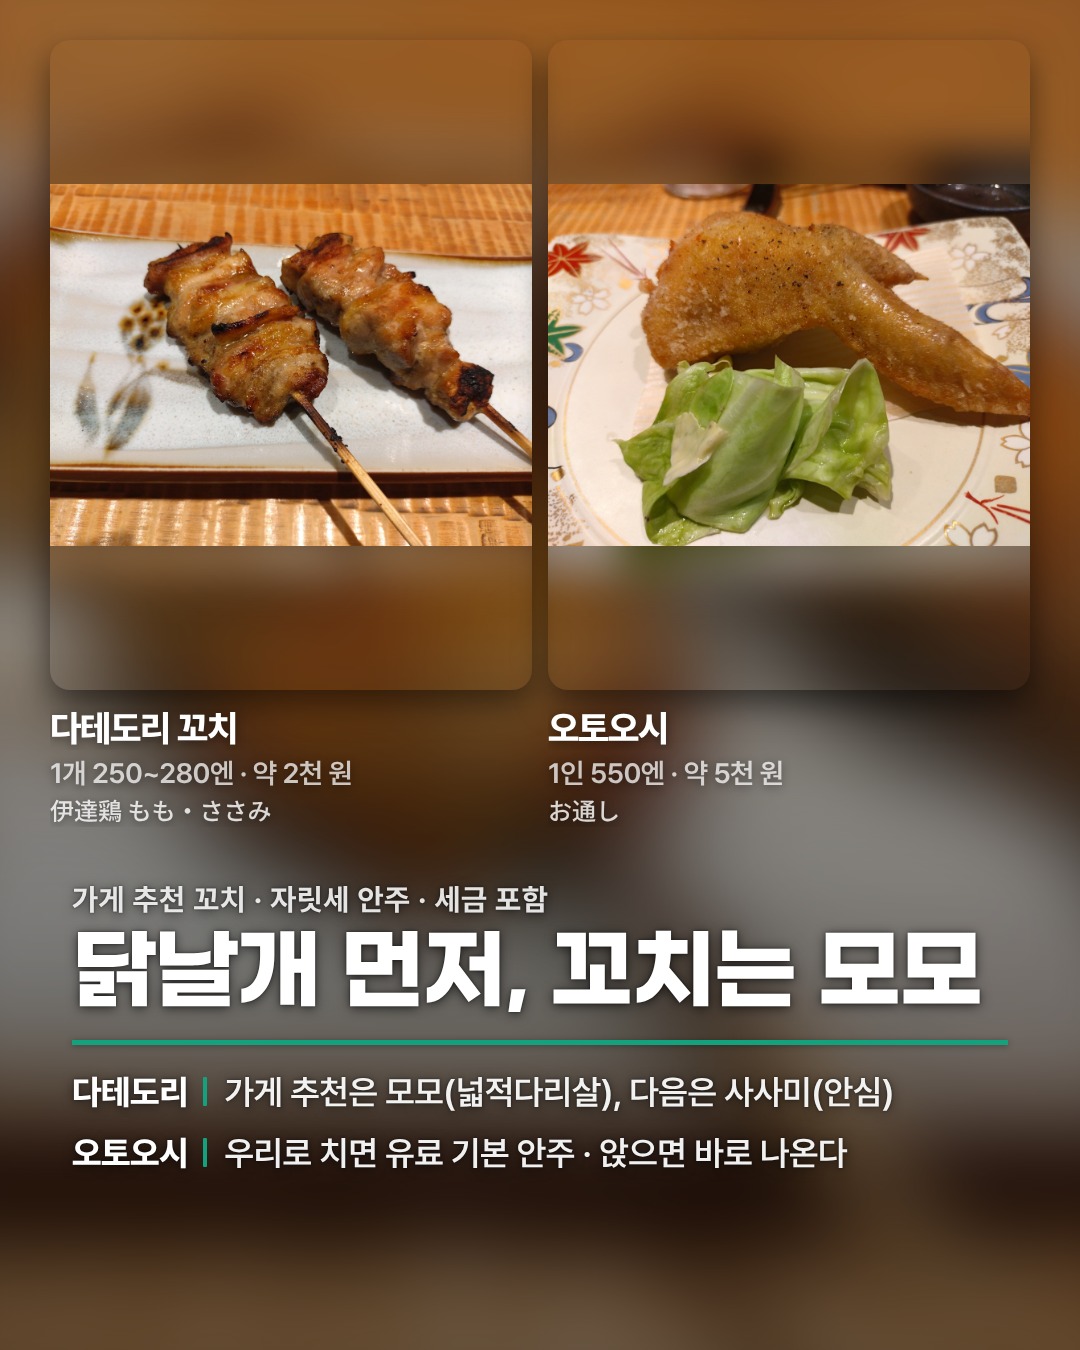 다테도리 꼬치
1개 250~280엔 · 약 2천 원
伊達鶏 もも・ささみ
오토오시
1인 550엔 · 약 5천 원
お通し
가게 추천 꼬치 · 자릿세 안주 · 세금 포함
닭날개 먼저, 꼬치는 모모
다테도리 | 가게 추천은 모모(넓적다리살), 다음은 사사미(안심)
오토오시 | 우리로 치면 유료 기본 안주 · 앉으면 바로 나온다